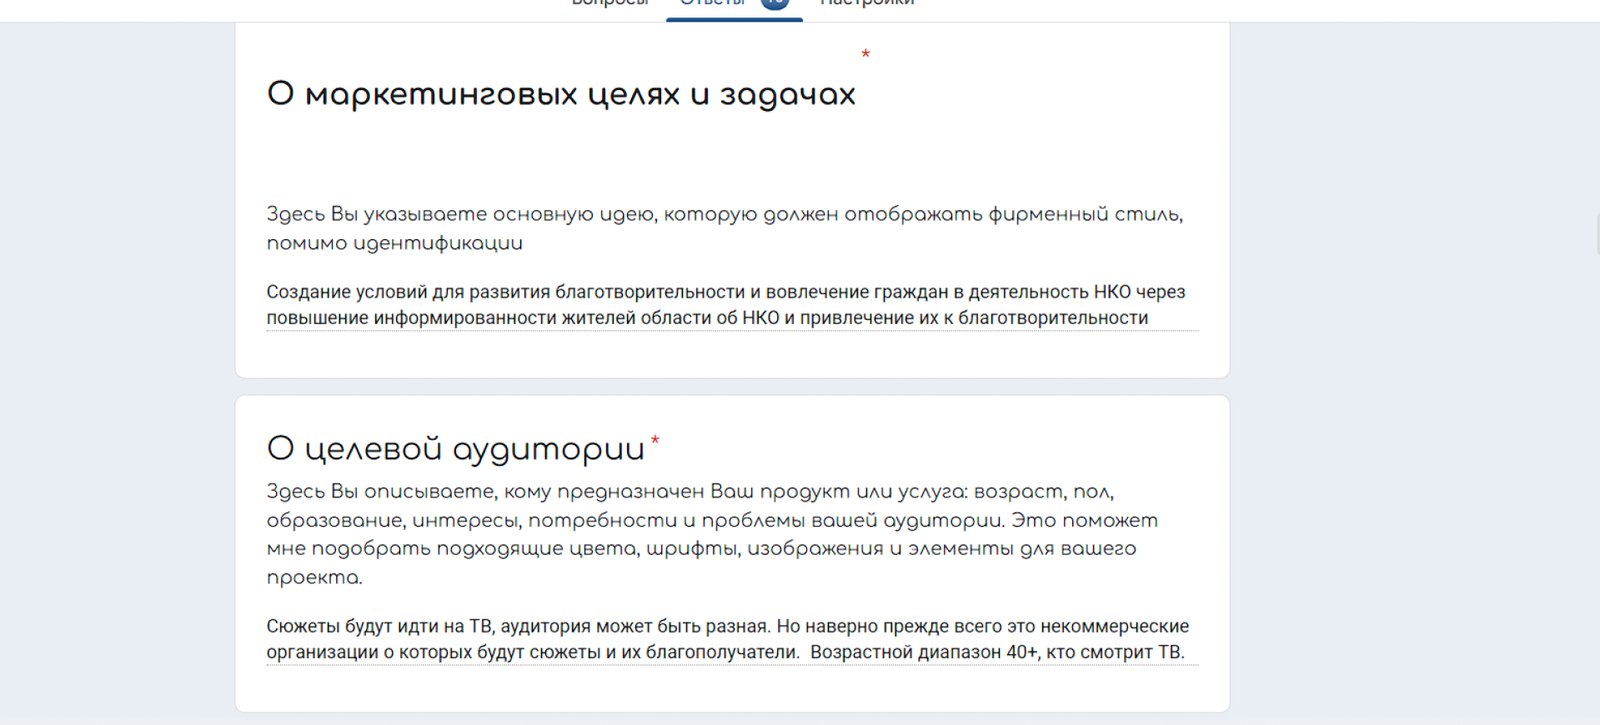 Вопросы Ответы Настройки
*
О маркетинговых целях и задачах
Здесь Вы указываете основную идею, которую должен отображать фирменный стиль,
помимо идентификации
Создание условий для развития благотворительности и вовлечение граждан в деятельность НКО через
повышение информированности жителей области об НКО и привлечение их к благотворительности
О целевой аудитории *
Здесь Вы описываете, кому предназначен Ваш продукт или услуга: возраст, пол,
образование, интересы, потребности и проблемы вашей аудитории. Это поможет
мне подобрать подходящие цвета, шрифты, изображения и элементы для вашего
проекта.
Сюжеты будут идти на ТВ, аудитория может быть разная. Но наверно прежде всего это некоммерческие
организации о которых будут сюжеты и их благополучатели.  Возрастной диапазон 40+, кто смотрит ТВ.